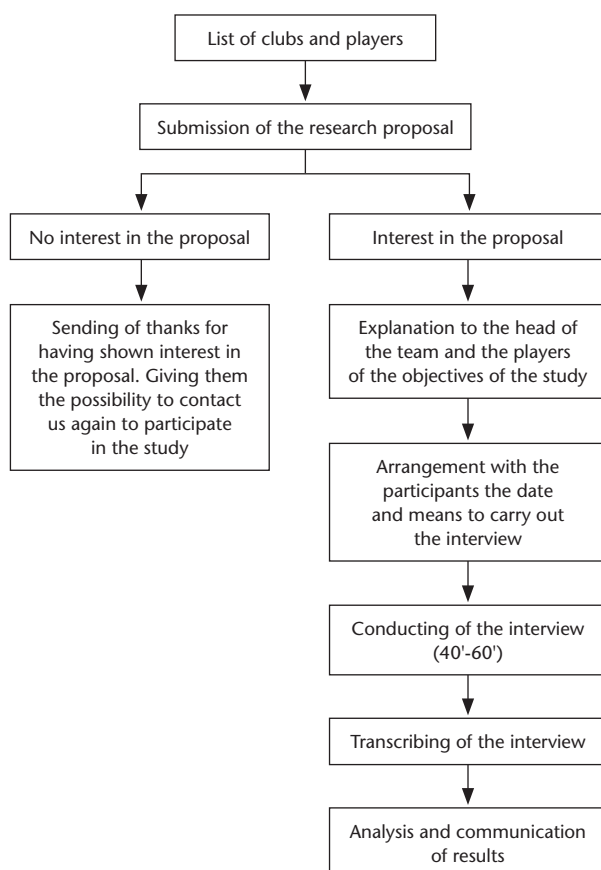 List of clubs and players
Submission of the research proposal
No interest in the proposal
Interest in the proposal
Sending of thanks for
having shown interest in
the proposal. Giving them
the possibility to contact
us again to participate
in the study
Explanation to the head of
the team and the players
of the objectives of the study
Arrangement with the
participants the date
and means to carry out
the interview
Conducting of the interview
(40'-60')
Transcribing of the interview
Analysis and communication
of results